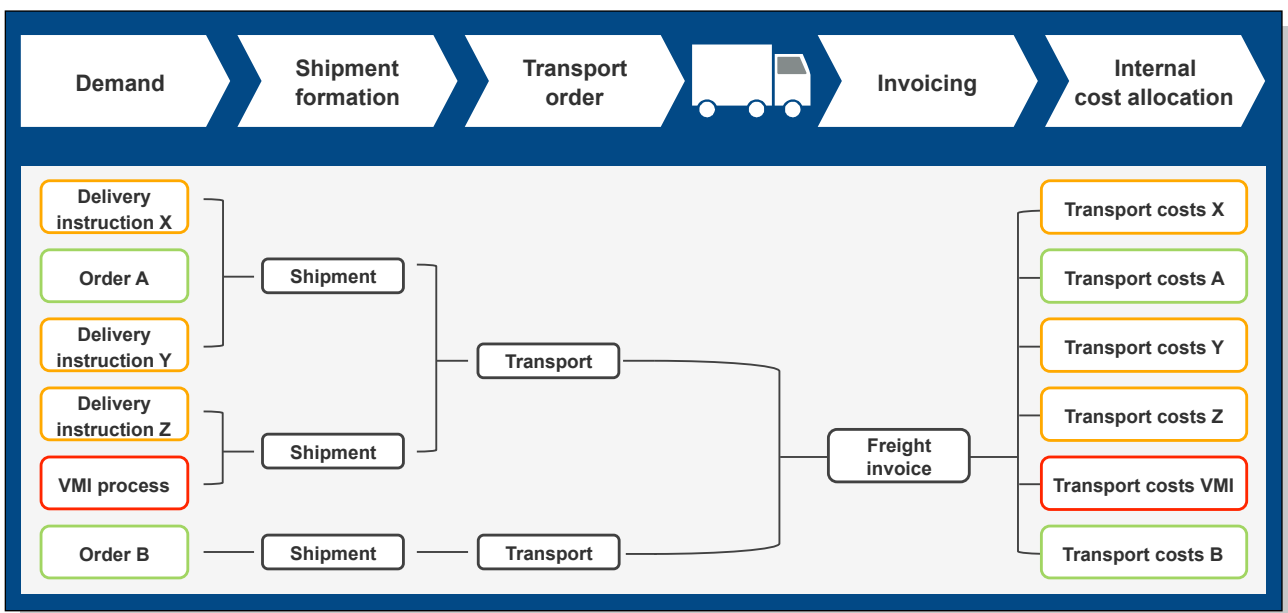 Demand
Shipment
formation
Transport
order
Invoicing
Internal
cost allocation
Delivery
instruction X
Order A
Delivery
instruction Y
Delivery
instruction Z
VMI process
Order B
Shipment
Shipment
Shipment
Transport
Transport
Freight
invoice
Transport costs X
Transport costs A
Transport costs Y
Transport costs Z
Transport costs VMI
Transport costs B